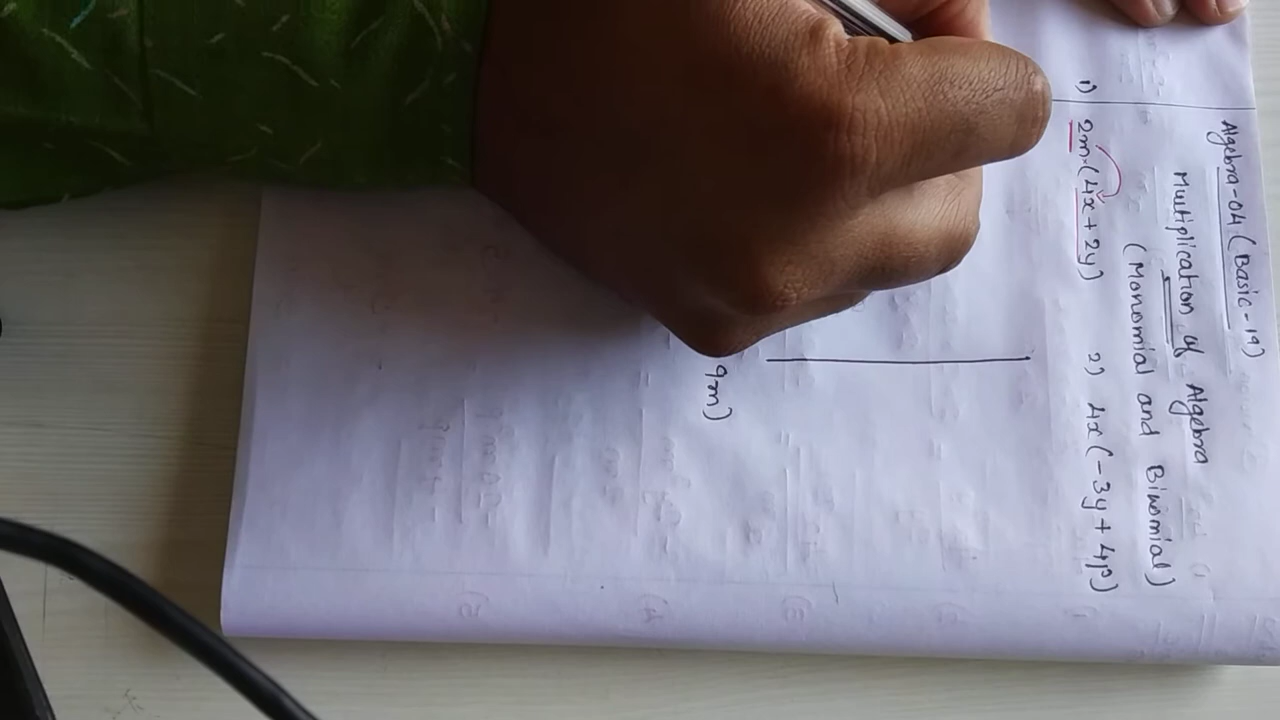 Algebra-04 (Basic-19)
Multiplication of Algebra
(Monomial and Binomial)
1) 2m·(4x+2y) 2) 4x(-3y+4p)
9m)